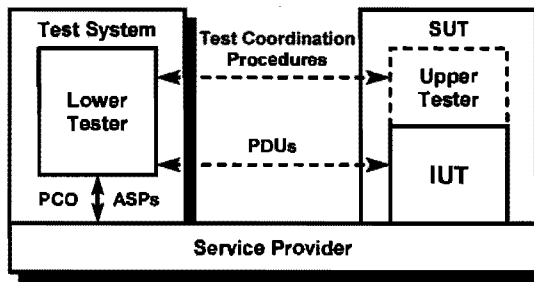 Test System
SUT
Test Coordination
Procedures
Upper
Tester
Lower
Tester
PDUs
IUT
PCO
ASPs
Service Provider